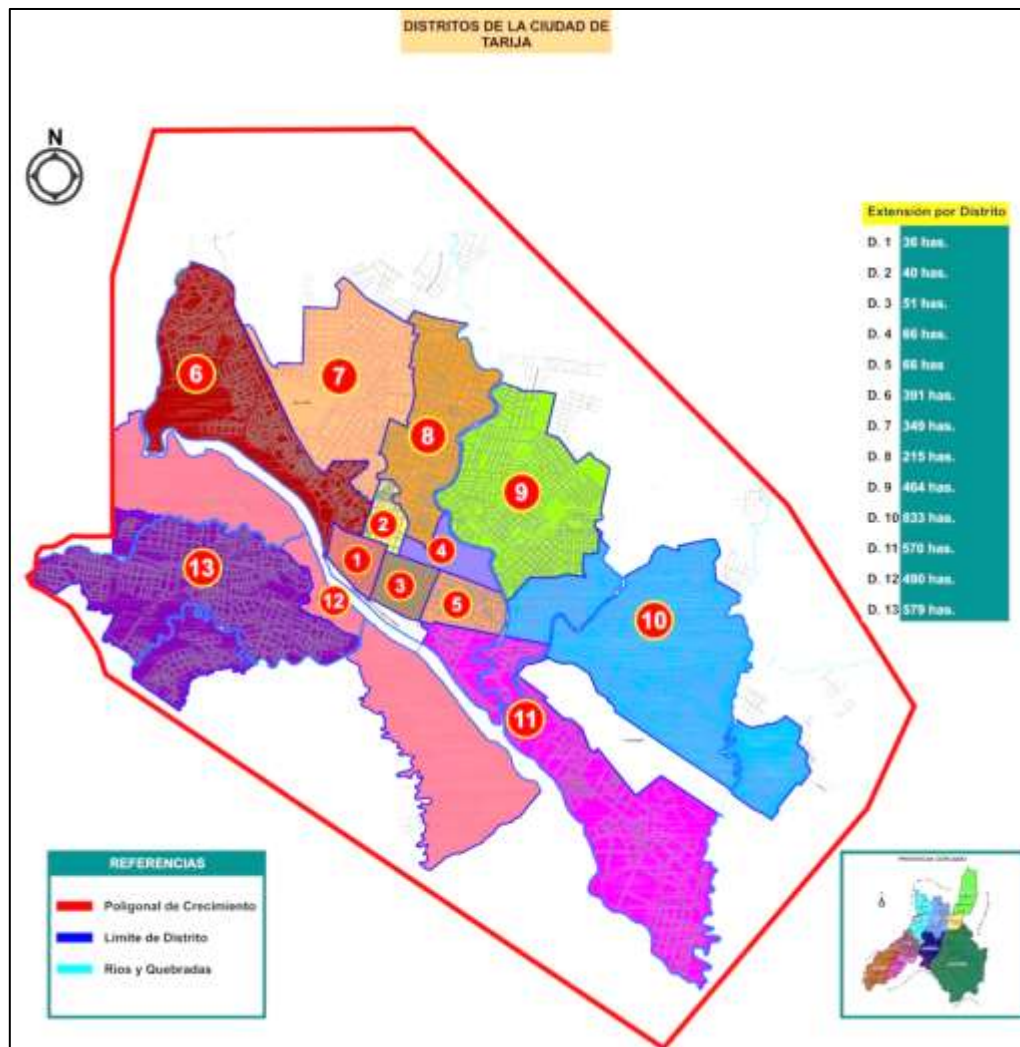 DISTRITOS DE LA CIUDAD DE
TARIJA
N
Extensión por Distrito
D. 1 36 has.
D. 2 40 has.
D. 3 51 has.
D. 4 66 has.
D. 5 66 has
D. 6 391 has.
D. 7 349 has.
D. 8 215 has.
D. 9 464 has.
D. 10 833 has.
D. 11 570 has.
D. 12 490 has.
D. 13 579 has.
6
7
8
9
2
4
1
3
13
12
5
10
11
REFERENCIAS
Poligonal de Crecimiento
Límite de Distrito
Rios y Quebradas